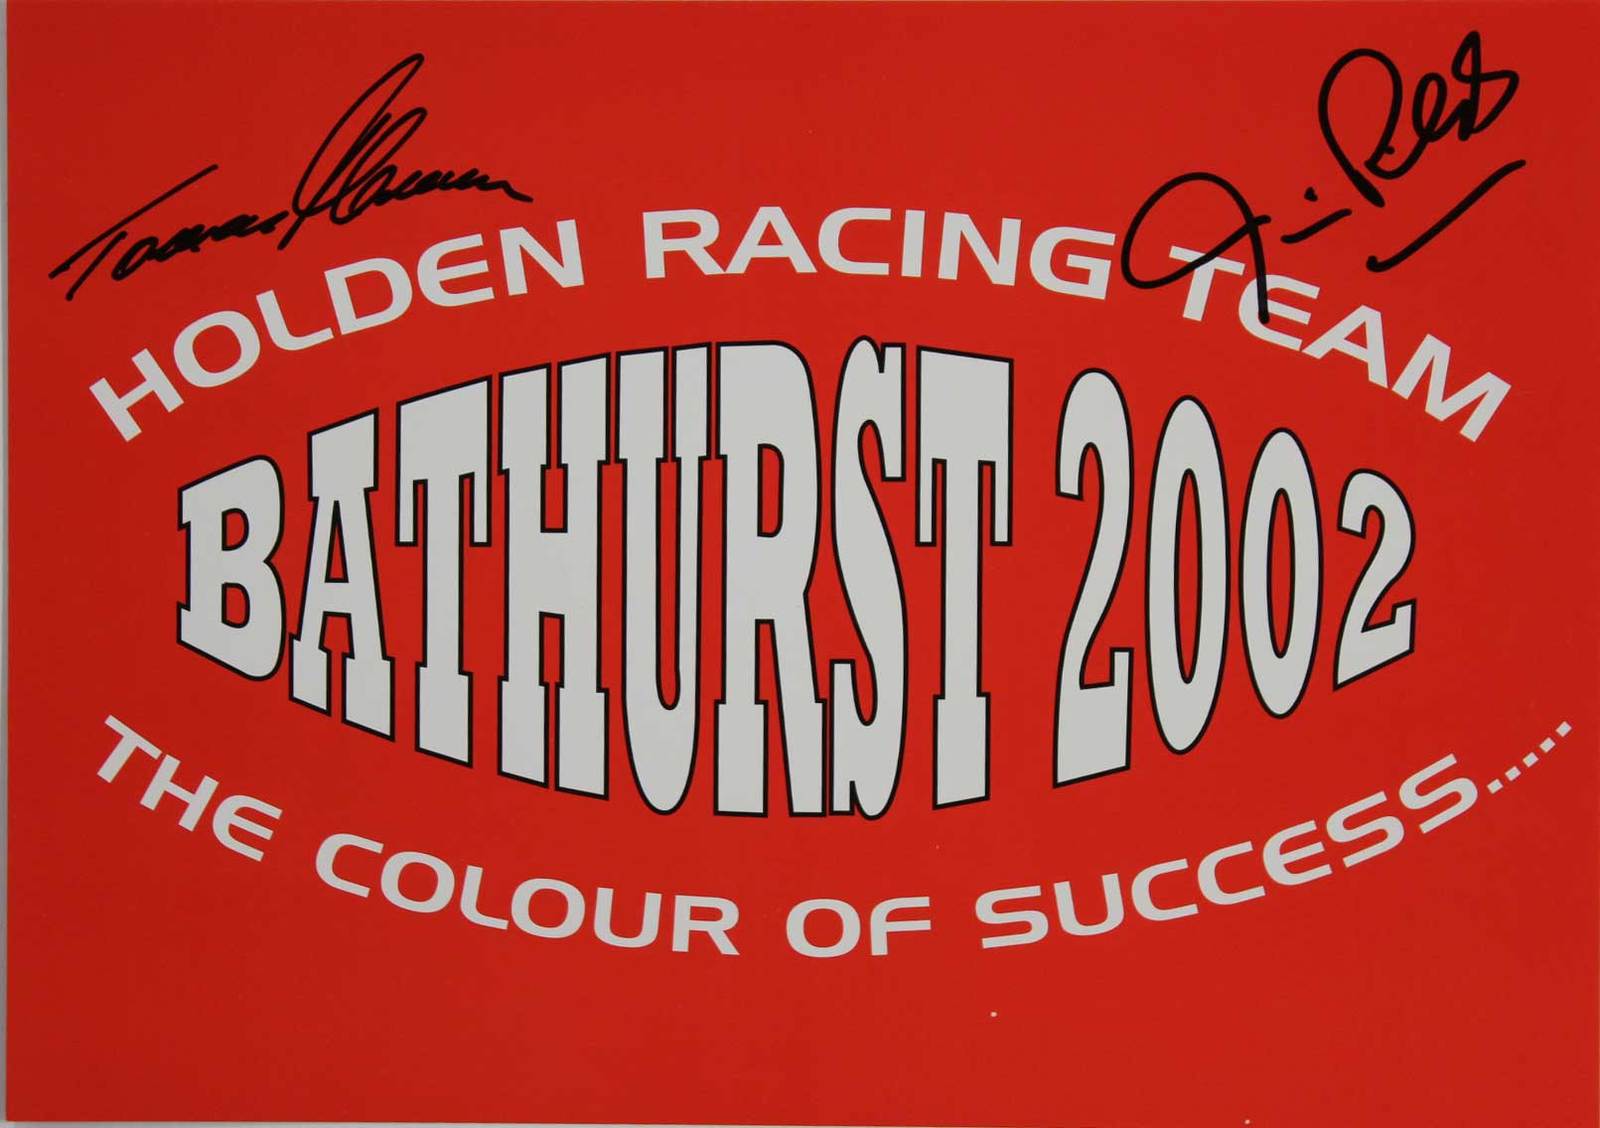 HOLDEN RACING TEAM
BATHURST 2002
THE COLOUR OF SUCCESS.....